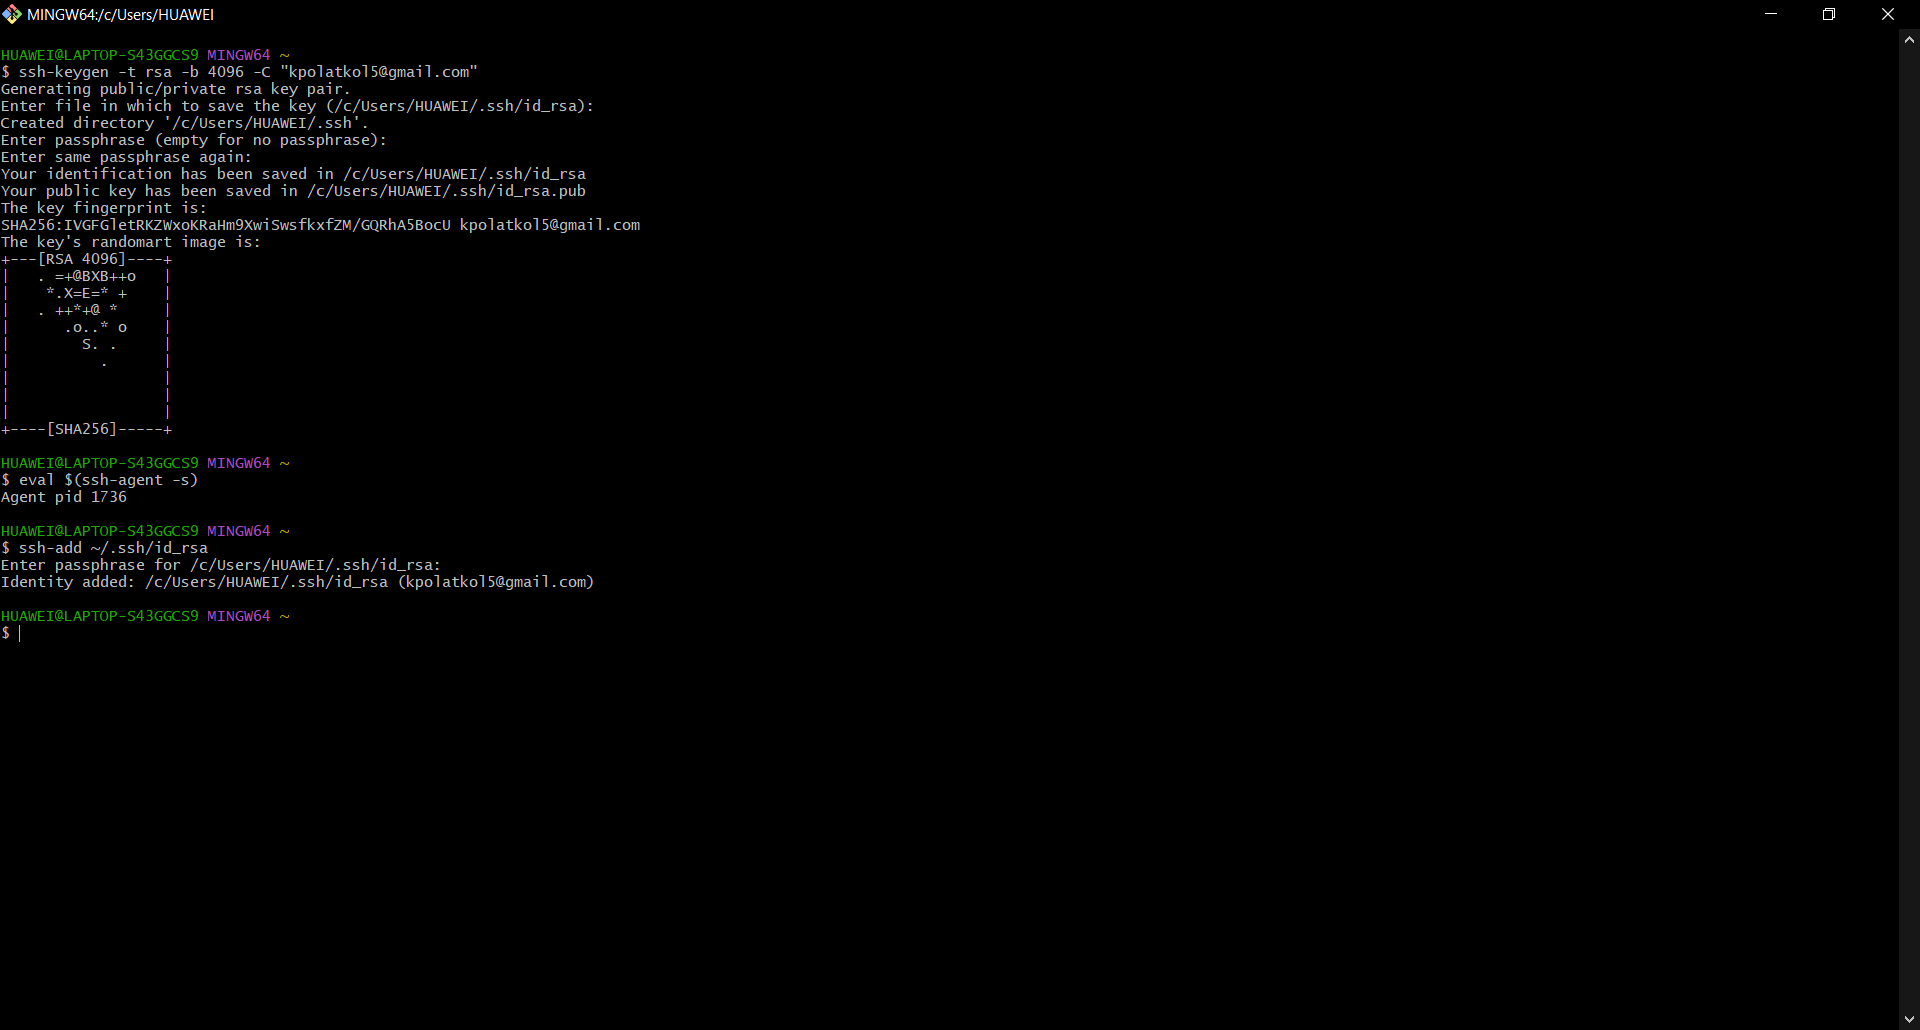 MINGW64:/c/Users/HUAWEI
HUAWEI@LAPTOP-S43GGCS9 MINGW64 ~
$ ssh-keygen -t rsa -b 4096 -C "kpolatkol5@gmail.com"
Generating public/private rsa key pair.
Enter file in which to save the key (/c/Users/HUAWEI/.ssh/id_rsa):
Created directory '/c/Users/HUAWEI/.ssh'.
Enter passphrase (empty for no passphrase):
Enter same passphrase again:
Your identification has been saved in /c/Users/HUAWEI/.ssh/id_rsa
Your public key has been saved in /c/Users/HUAWEI/.ssh/id_rsa.pub
The key fingerprint is:
SHA256:IVGFGletRKZWxoKRaHm9XwiSwsfkxfZM/GQRhA5BocU kpolatkol5@gmail.com
The key's randomart image is:
+---[RSA 4096]----+
|   . =+@BXB++o   |
|    *.X=E=* +    |
|   . ++*+@ *     |
|      .o..* o    |
|        S. .     |
|          .      |
|                 |
|                 |
|                 |
+----[SHA256]-----+
HUAWEI@LAPTOP-S43GGCS9 MINGW64 ~
$ eval $(ssh-agent -s)
Agent pid 1736
HUAWEI@LAPTOP-S43GGCS9 MINGW64 ~
$ ssh-add ~/.ssh/id_rsa
Enter passphrase for /c/Users/HUAWEI/.ssh/id_rsa:
Identity added: /c/Users/HUAWEI/.ssh/id_rsa (kpolatkol5@gmail.com)
HUAWEI@LAPTOP-S43GGCS9 MINGW64 ~
$